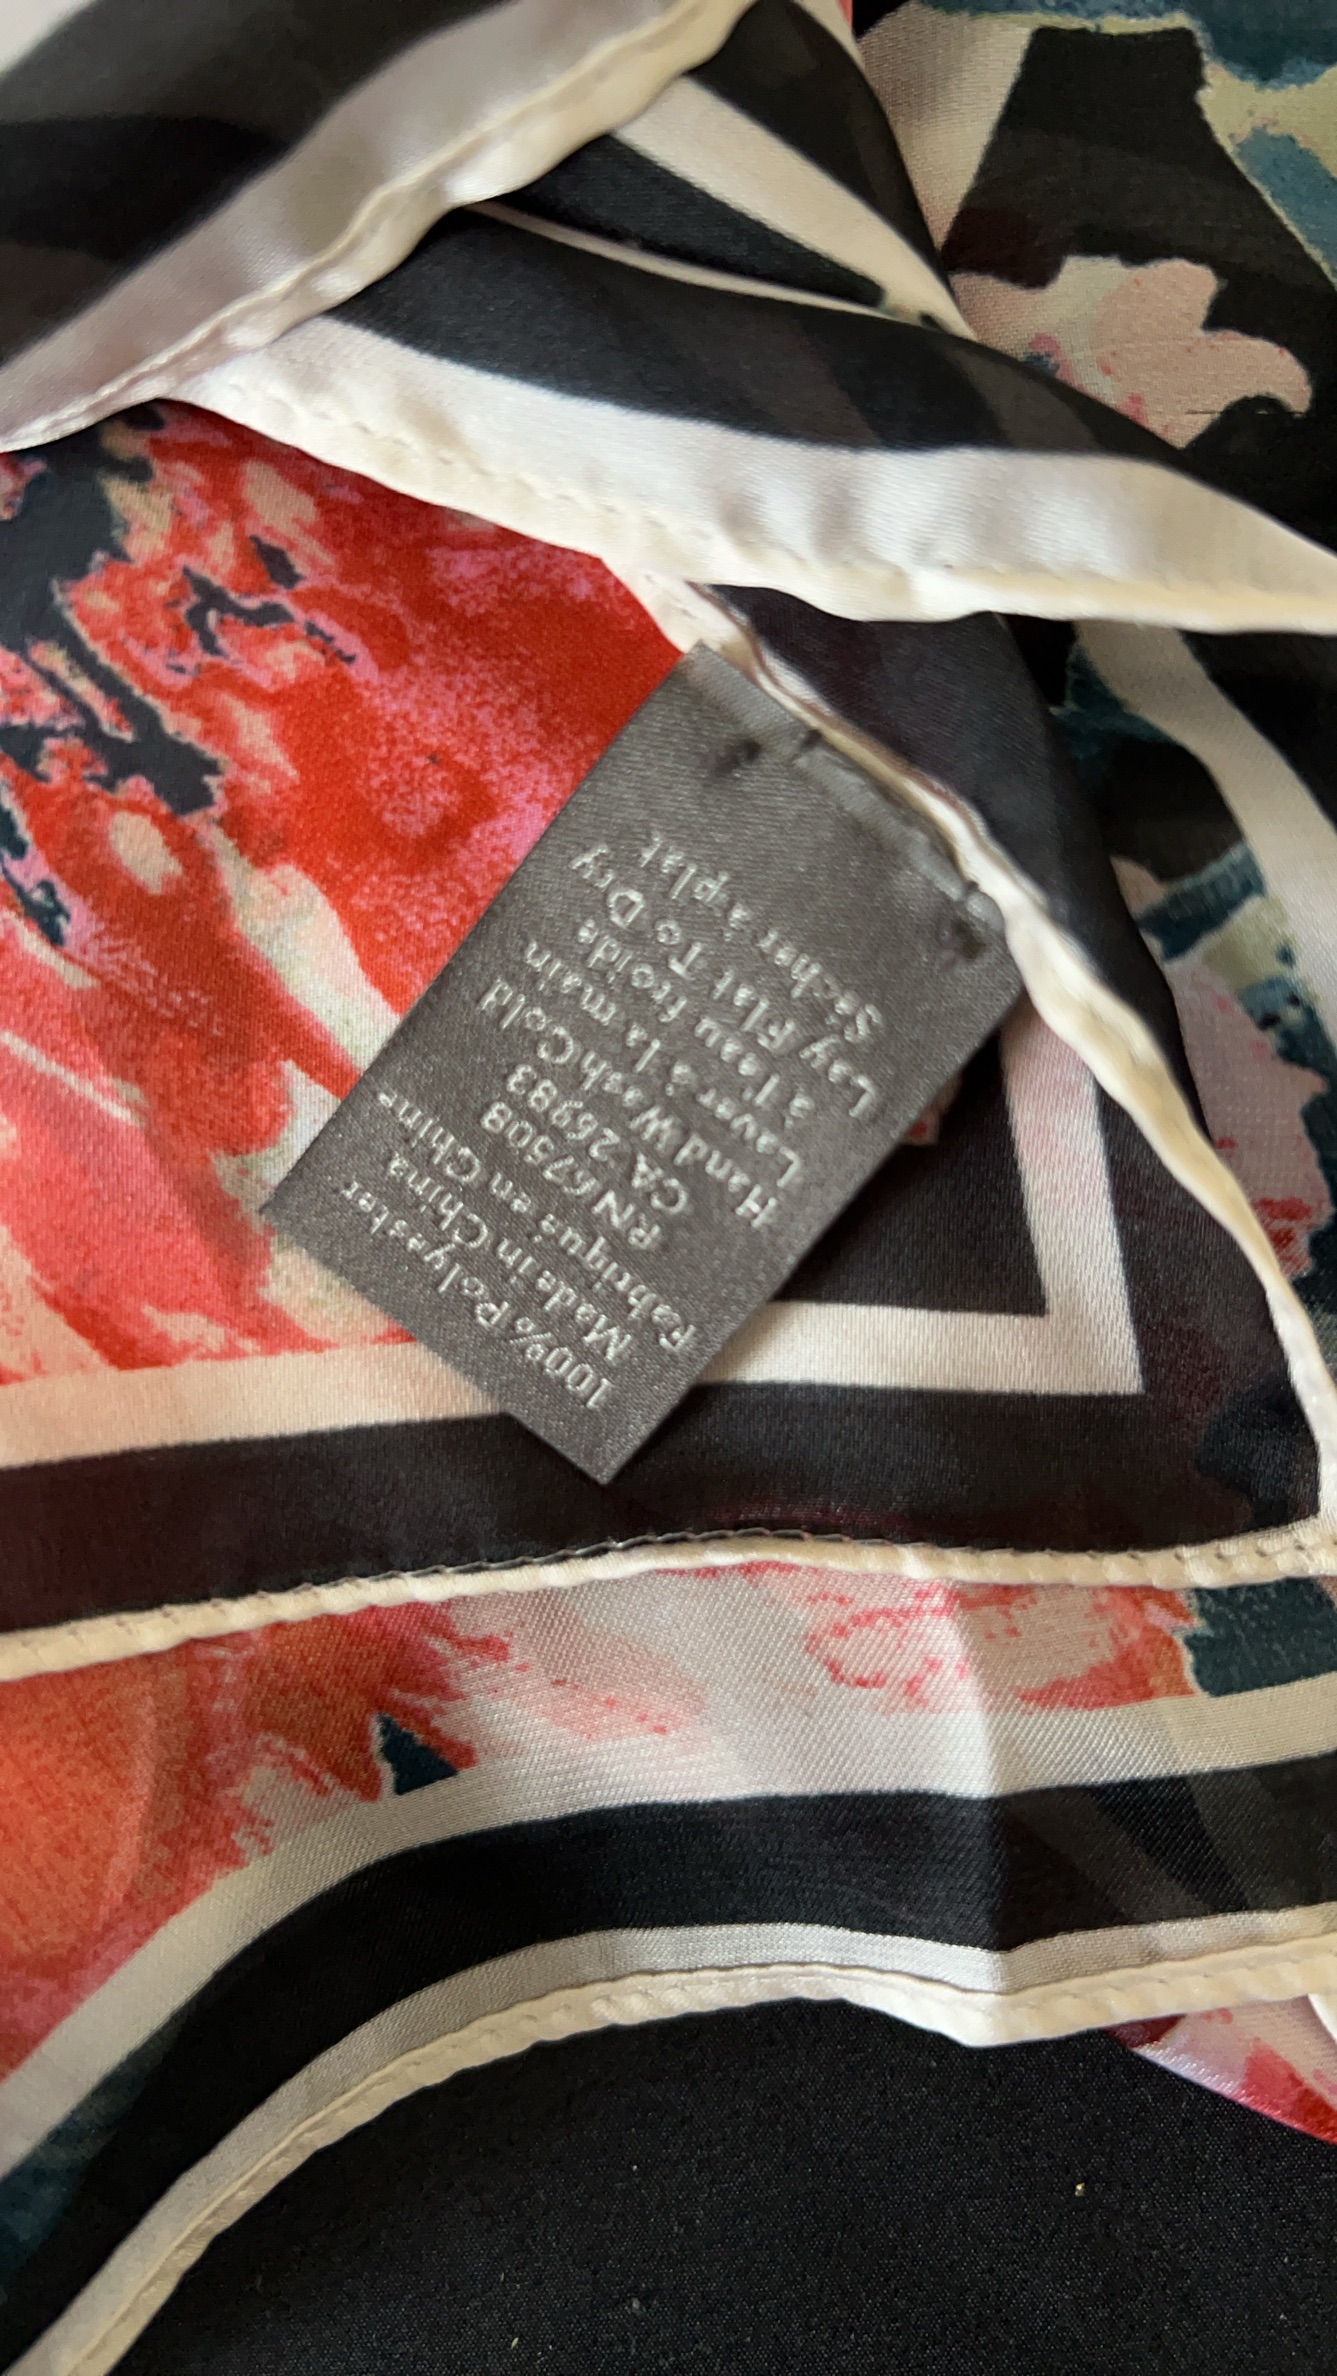 100% Polyester
Made in China
Fabriqué en Chine
RN 67508
CA 26983
Hand Wash Cold
Laver à la main
à l'eau froide
Lay Flat To Dry
Sécher à plat